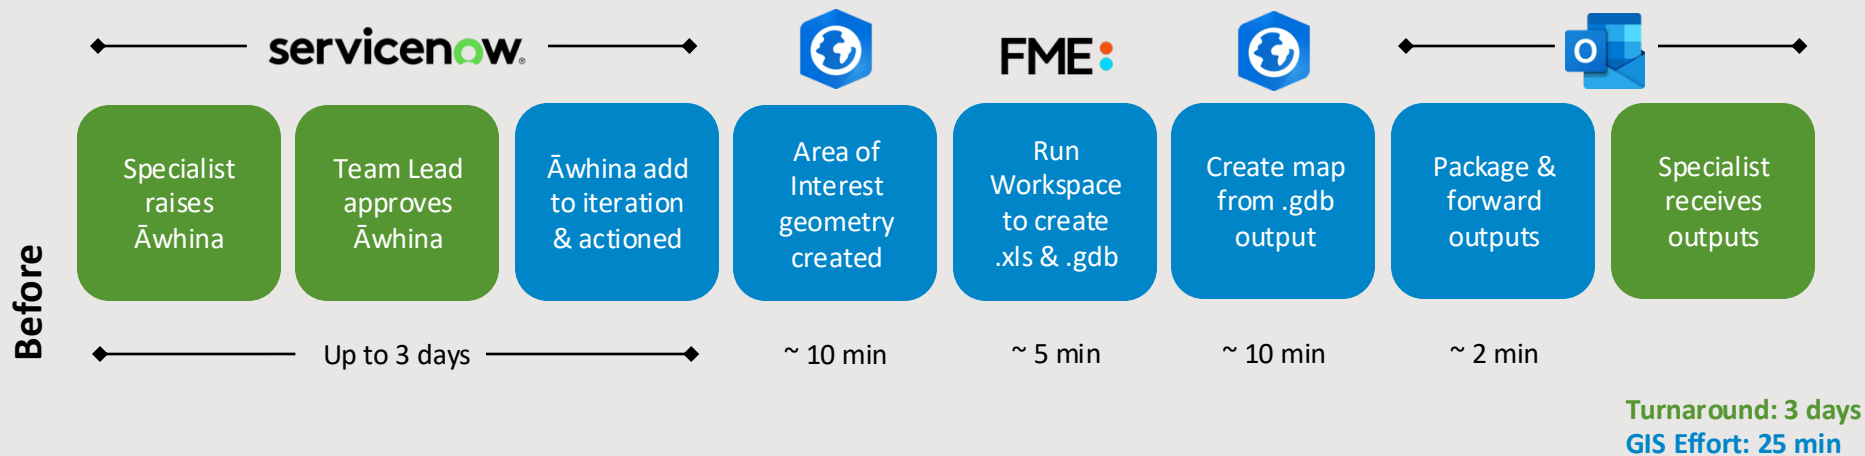 servicenow.
FME:
O
Before
Specialist
raises
Āwhina
Team Lead
approves
Āwhina
Āwhina add
to iteration
& actioned
Area of
Interest
geometry
created
Run
Workspace
to create
.xls & .gdb
Create map
from .gdb
output
Package &
forward
outputs
Specialist
receives
outputs
Up to 3 days
~ 10 min
~ 5 min
~ 10 min
~ 2 min
Turnaround: 3 days
GIS Effort: 25 min